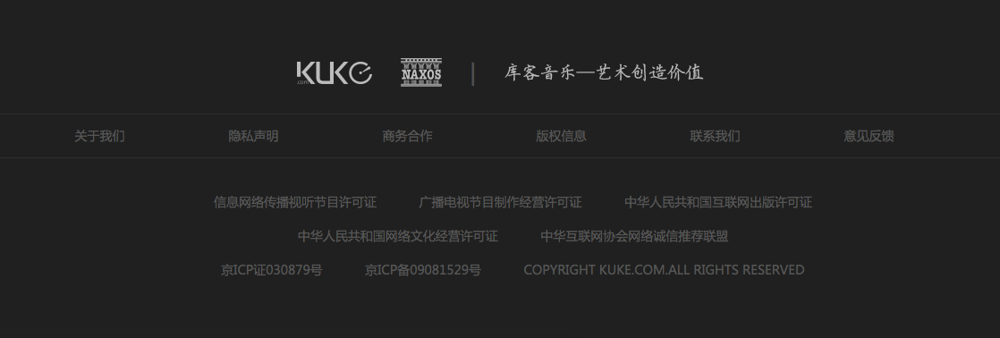 KUKE .com NAXOS | 库客音乐—艺术创造价值
关于我们 隐私声明 商务合作 版权信息 联系我们 意见反馈
信息网络传播视听节目许可证 广播电视节目制作经营许可证 中华人民共和国互联网出版许可证
中华人民共和国网络文化经营许可证 中华互联网协会网络诚信推荐联盟
京ICP证030879号 京ICP备09081529号 COPYRIGHT KUKE.COM.ALL RIGHTS RESERVED